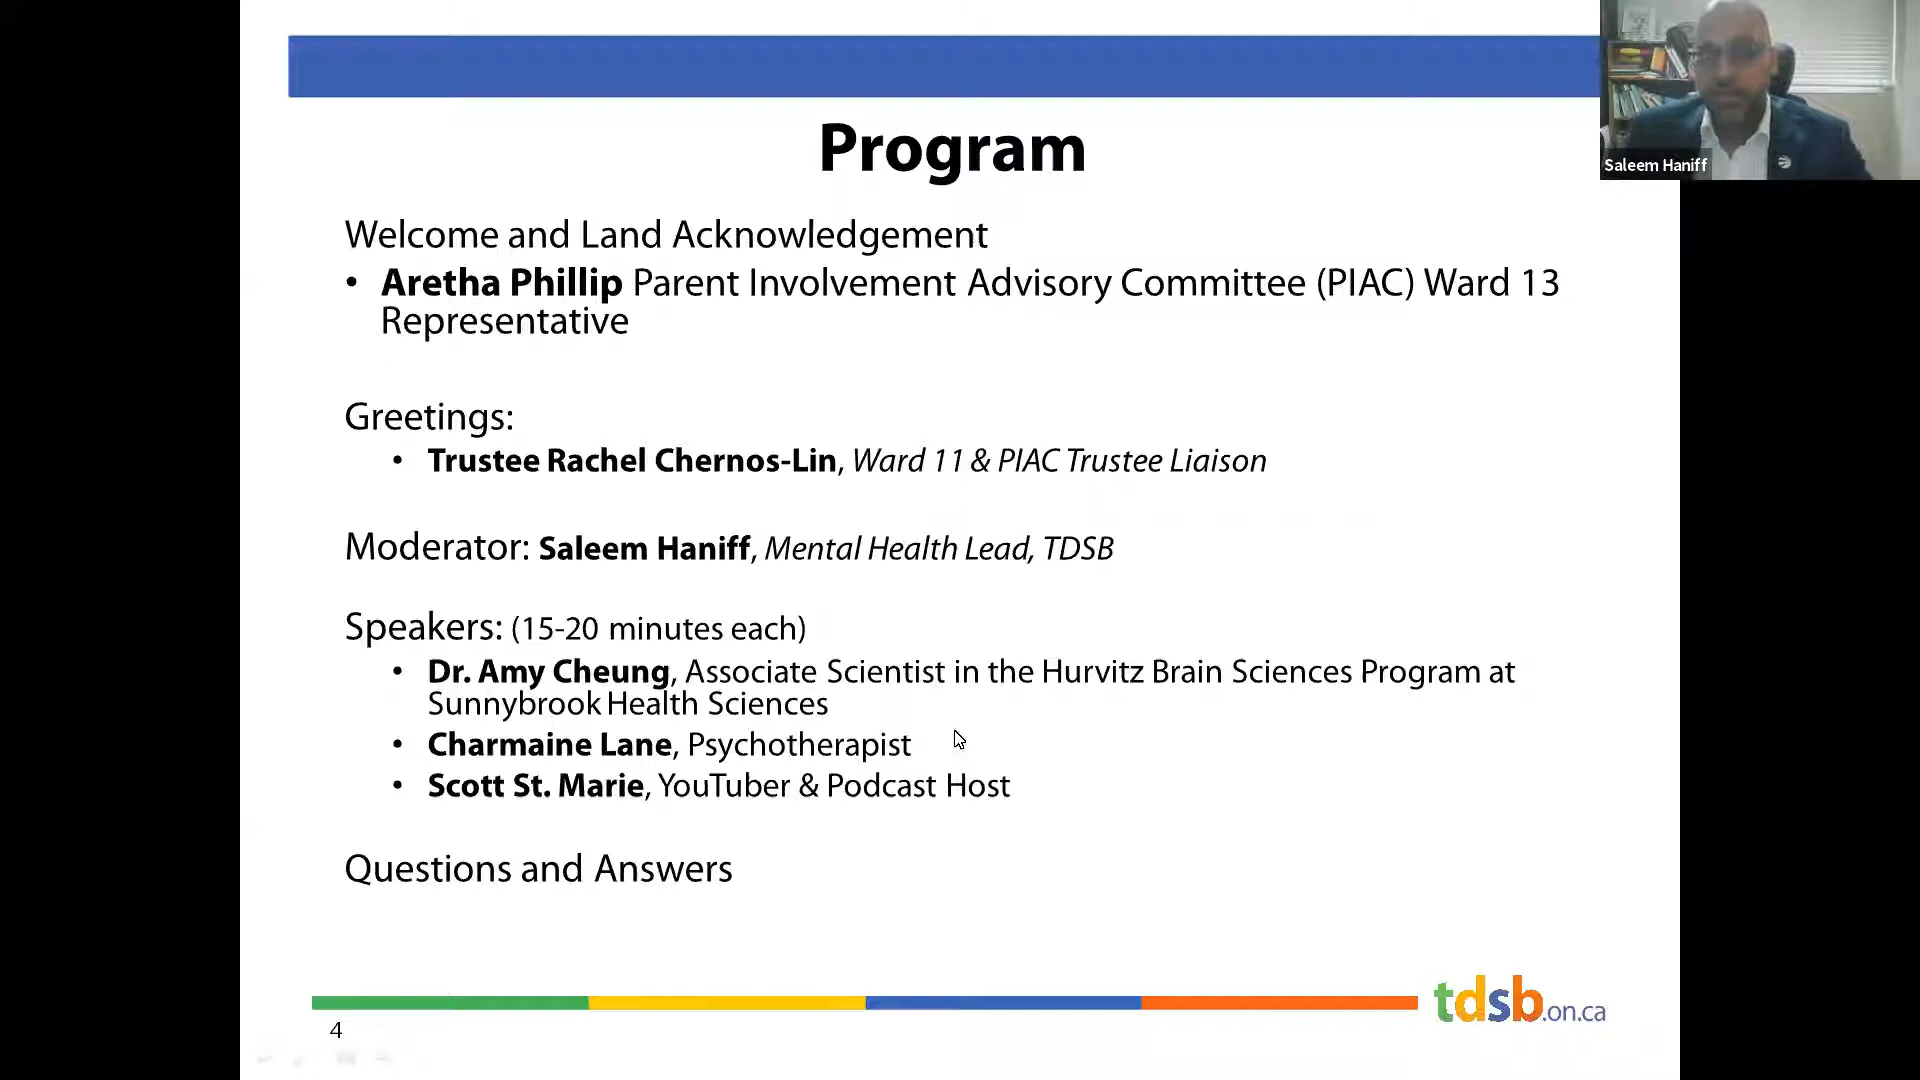 Program
Saleem Haniff
Welcome and Land Acknowledgement
• Aretha Phillip Parent Involvement Advisory Committee (PIAC) Ward 13
Representative
Greetings:
• Trustee Rachel Chernos-Lin, Ward 11 & PIAC Trustee Liaison
Moderator: Saleem Haniff, Mental Health Lead, TDSB
Speakers: (15-20 minutes each)
• Dr. Amy Cheung, Associate Scientist in the Hurvitz Brain Sciences Program at
Sunnybrook Health Sciences
• Charmaine Lane, Psychotherapist
• Scott St. Marie, YouTuber & Podcast Host
Questions and Answers
tdsb.on.ca
4